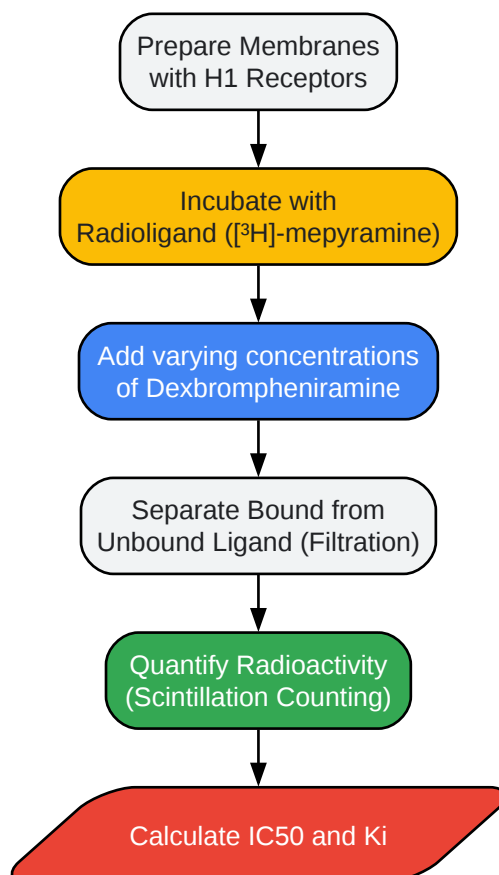 Prepare Membranes
with H1 Receptors
Incubate with
Radioligand ([³H]-mepyramine)
Add varying concentrations
of Dexbrompheniramine
Separate Bound from
Unbound Ligand (Filtration)
Quantify Radioactivity
(Scintillation Counting)
Calculate IC50 and Ki